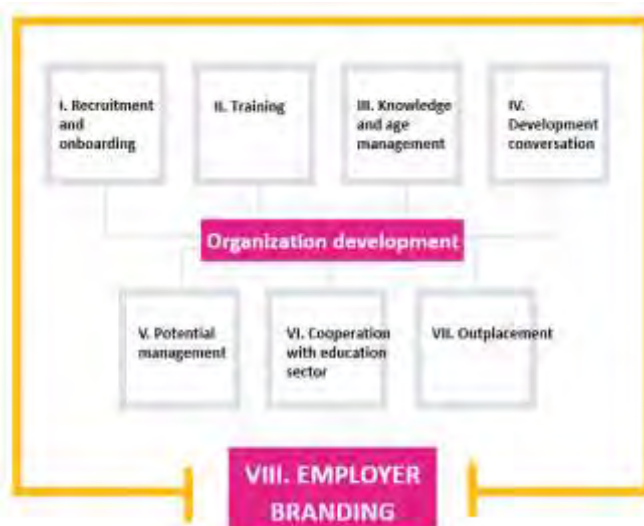 I. Recruitment
and
onboarding
II. Training
III. Knowledge
and age
management
IV.
Development
conversation
Organization development
V. Potential
management
VI. Cooperation
with education
sector
VII. Outplacement
VIII. EMPLOYER
BRANDING